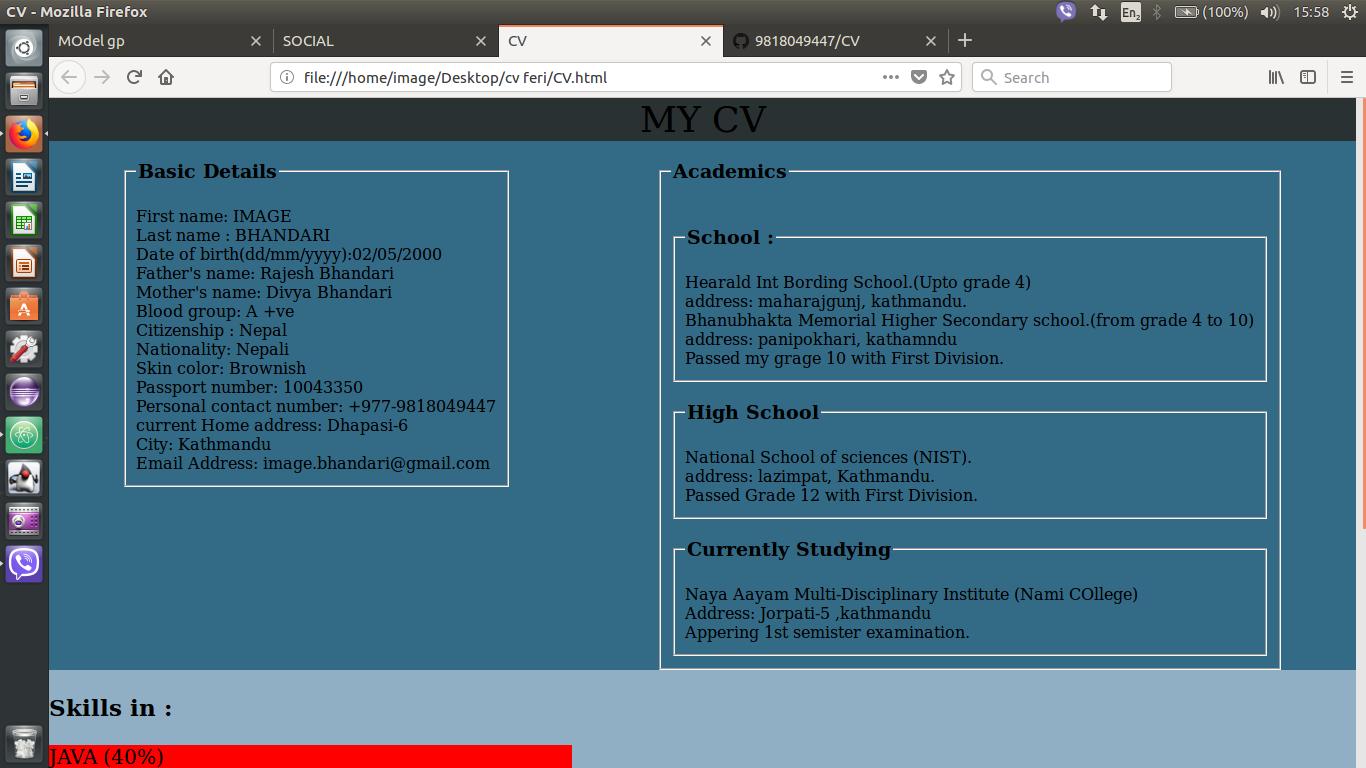 CV - Mozilla Firefox
En2
(100%)
15:58
MOdel gp
SOCIAL
CV
9818049447/CV
file:///home/image/Desktop/cv feri/CV.html
Search
MY CV
Basic Details
First name: IMAGE
Last name : BHANDARI
Date of birth(dd/mm/yyyy):02/05/2000
Father's name: Rajesh Bhandari
Mother's name: Divya Bhandari
Blood group: A +ve
Citizenship : Nepal
Nationality: Nepali
Skin color: Brownish
Passport number: 10043350
Personal contact number: +977-9818049447
current Home address: Dhapasi-6
City: Kathmandu
Email Address: image.bhandari@gmail.com
Academics
School :
Hearald Int Bording School.(Upto grade 4)
address: maharajgunj, kathmandu.
Bhanubhakta Memorial Higher Secondary school.(from grade 4 to 10)
address: panipokhari, kathamndu
Passed my grage 10 with First Division.
High School
National School of sciences (NIST).
address: lazimpat, Kathmandu.
Passed Grade 12 with First Division.
Currently Studying
Naya Aayam Multi-Disciplinary Institute (Nami COllege)
Address: Jorpati-5 ,kathmandu
Appering 1st semister examination.
Skills in :
JAVA (40%)